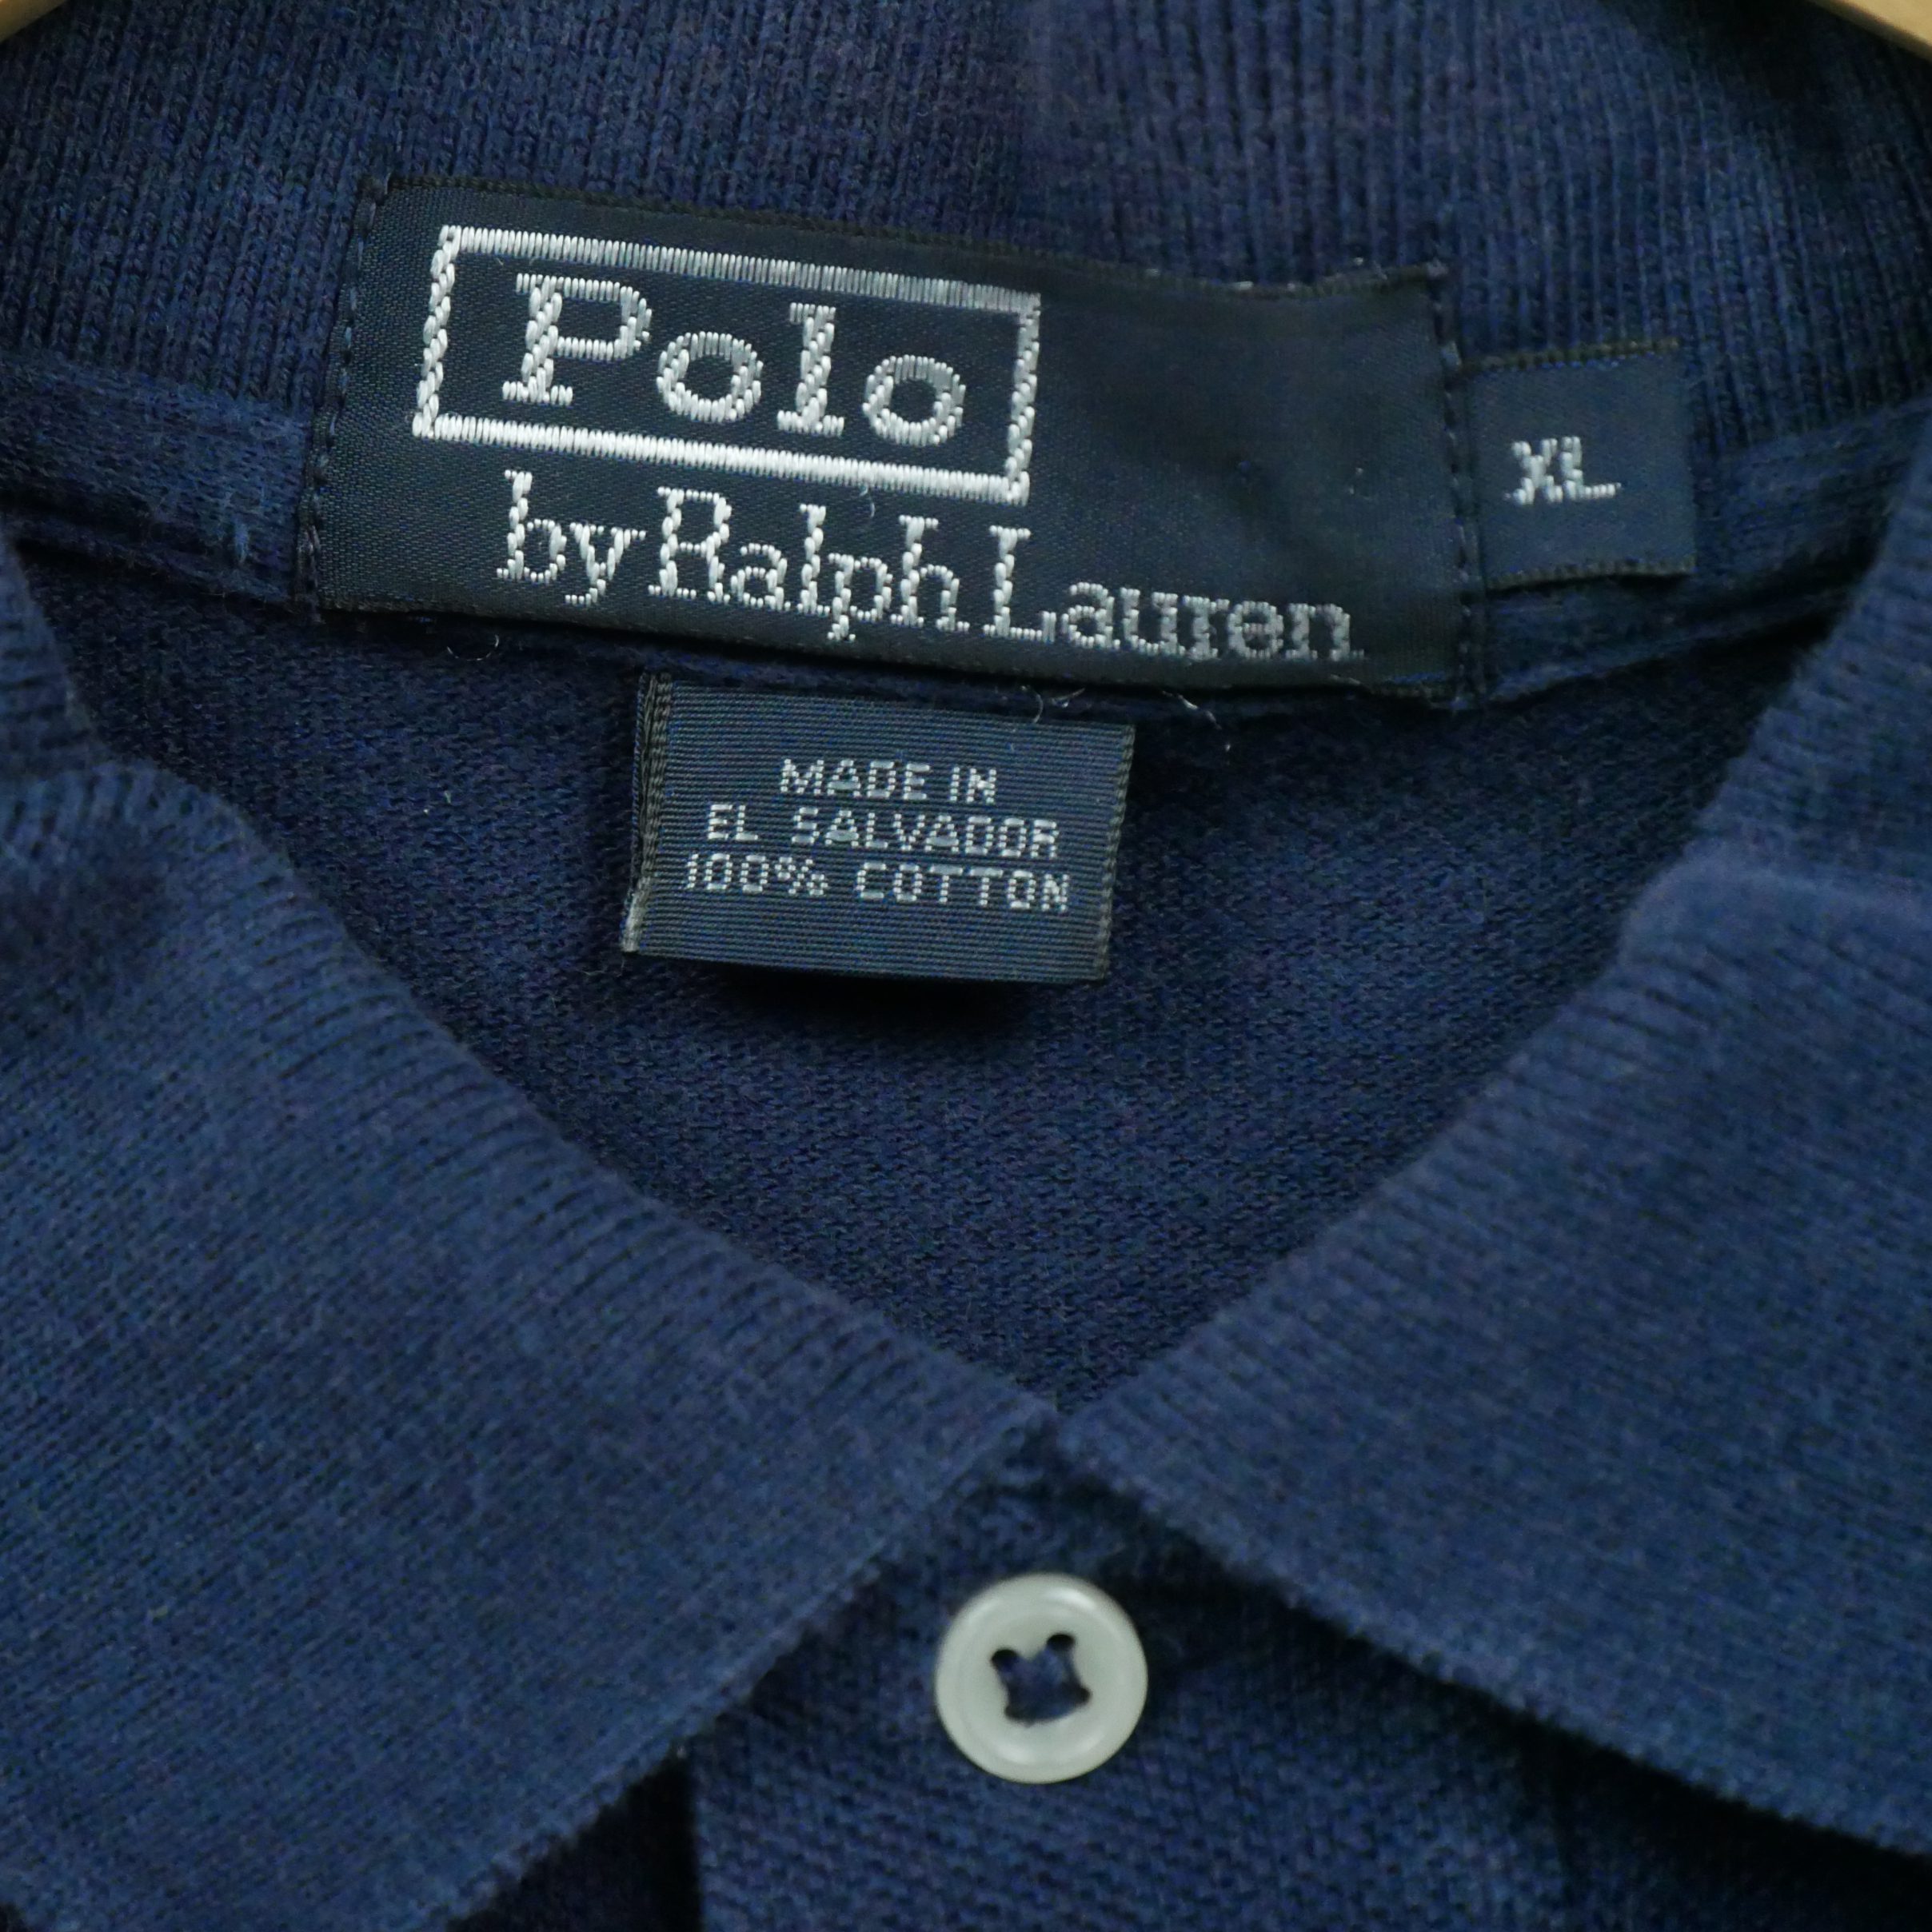 Polo
by Ralph Lauren
XL
MADE IN
EL SALVADOR
100% COTTON